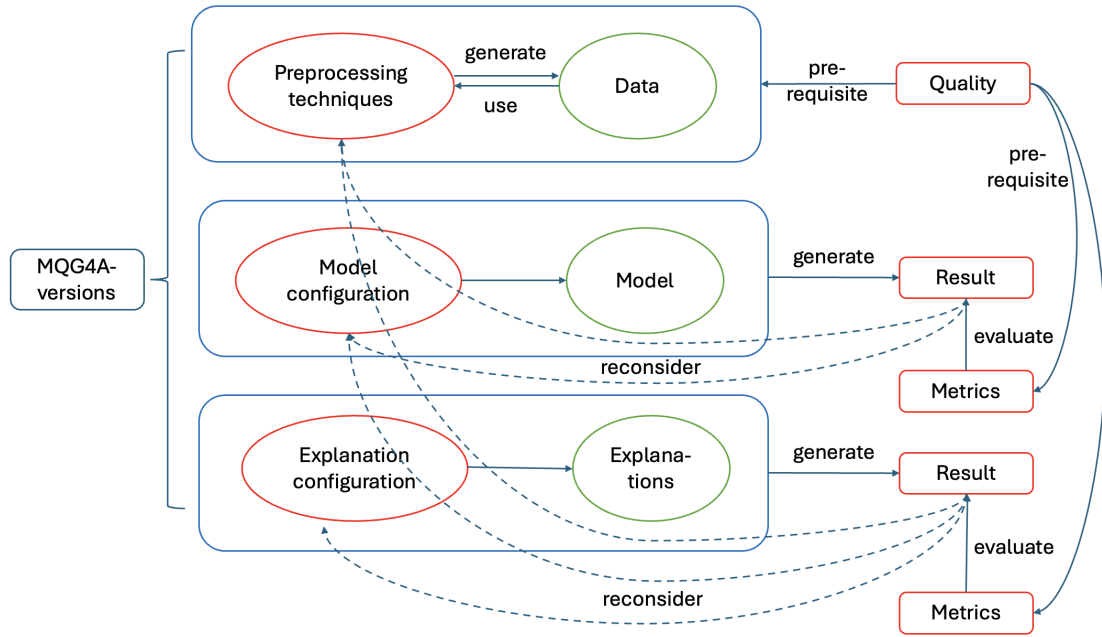 generate
Preprocessing
techniques
Data
use
pre-
requisite
Quality
pre-
requisite
MQG4A-
versions
Model
configuration
Model
generate
Result
evaluate
reconsider
Metrics
Explanation
configuration
Explana-
tions
generate
Result
evaluate
reconsider
Metrics